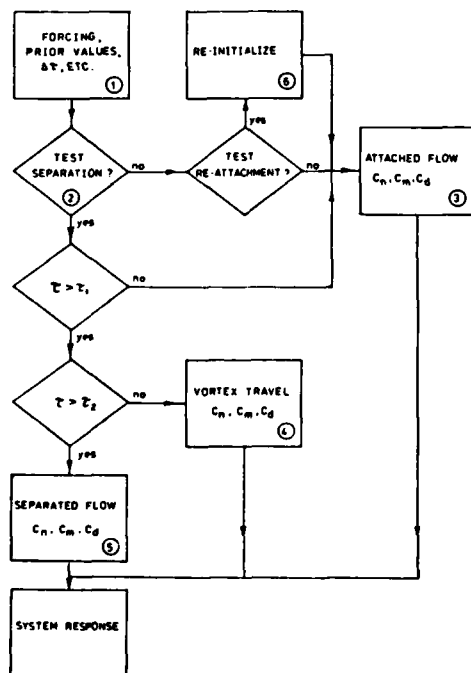 FORCING,
PRIOR VALUES,
Δτ, ETC.
①
RE-INITIALIZE
⑥
yes
TEST
SEPARATION ?
②
no
TEST
RE-ATTACHMENT ?
no
ATTACHED FLOW
Cn, Cm, Cd
③
yes
τ > τ1
no
yes
τ > τ2
no
VORTEX TRAVEL
Cn, Cm, Cd
④
yes
SEPARATED FLOW
Cn, Cm, Cd
⑤
SYSTEM RESPONSE